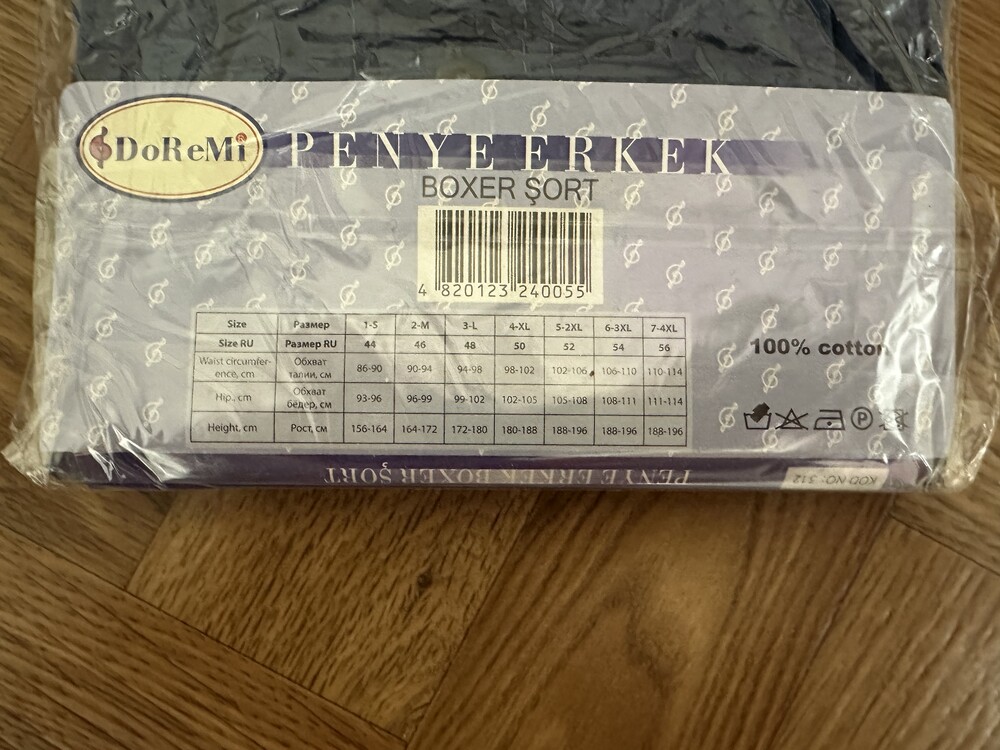 DoReMi®
PENYE ERKEK
BOXER ŞORT
4 820123 240055
Size Размер 1-S 2-M 3-L 4-XL 5-2XL 6-3XL 7-4XL
Size RU Размер RU 44 46 48 50 52 54 56
Waist circumfer-
ence, cm
Обхват
талии, см
86-90 90-94 94-98 98-102 102-106 106-110 110-114
Hip, cm
Обхват
бёдер, см
93-96 96-99 99-102 102-105 105-108 108-111 111-114
Height, cm Рост, см 156-164 164-172 172-180 180-188 188-196 188-196 188-196
100% cotton
P
PENYE ERKEK BOXER ŞORT
KOD NO: 312